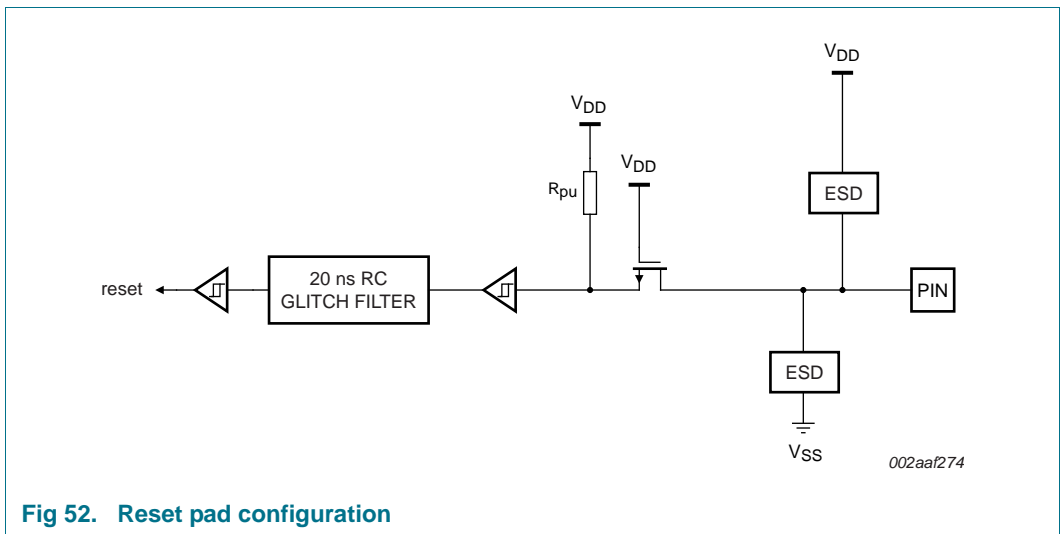 VDD
VDD
VDD
Rpu
ESD
reset
20 ns RC
GLITCH FILTER
PIN
ESD
VSS
002aaf274
Fig 52. Reset pad configuration